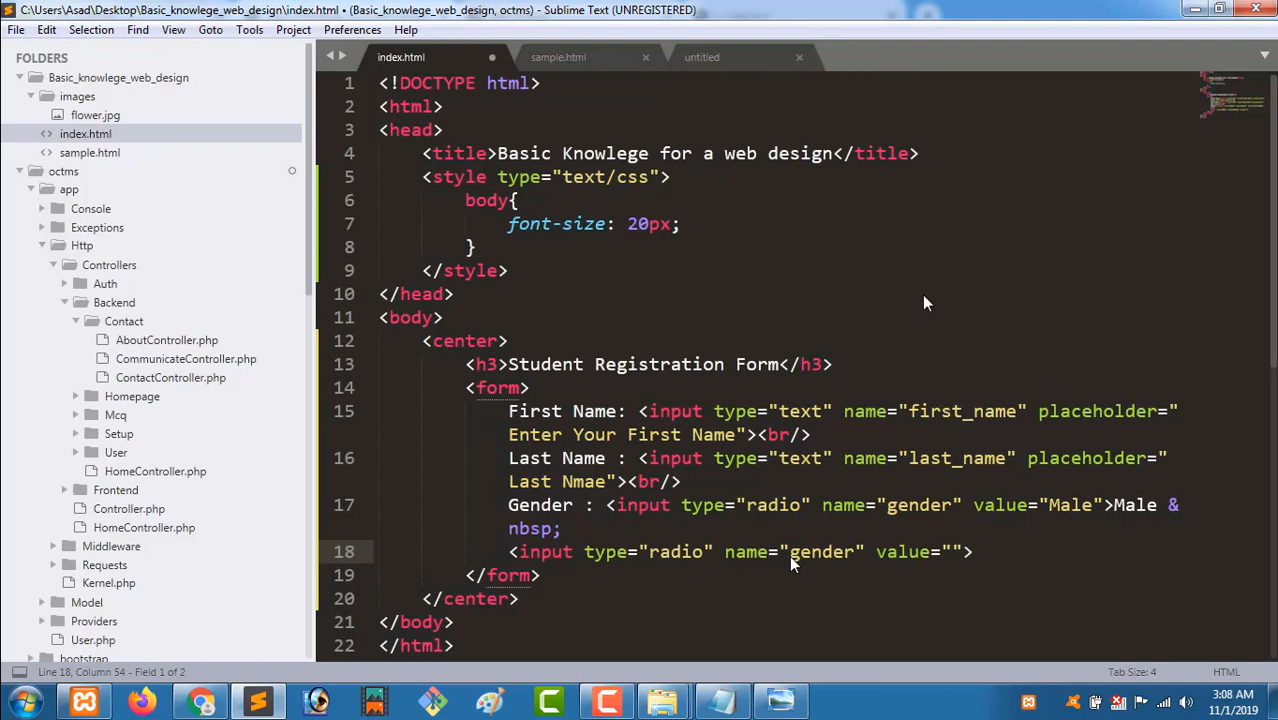 C:\Users\Asad\Desktop\Basic_knowlege_web_design\index.html • (Basic_knowlege_web_design, octms) - Sublime Text (UNREGISTERED)
File Edit Selection Find View Goto Tools Project Preferences Help
FOLDERS
Basic_knowlege_web_design
images
flower.jpg
index.html
sample.html
octms
app
Console
Exceptions
Http
Controllers
Auth
Backend
Contact
AboutController.php
CommunicateController.php
ContactController.php
Homepage
Mcq
Setup
User
HomeController.php
Frontend
Controller.php
HomeController.php
Middleware
Requests
Kernel.php
Model
Providers
User.php
bootstrap
index.html sample.html untitled
1 <!DOCTYPE html>
2 <html>
3 <head>
4 <title>Basic Knowlege for a web design</title>
5 <style type="text/css">
6 body{
7 font-size: 20px;
8 }
9 </style>
10 </head>
11 <body>
12 <center>
13 <h3>Student Registration Form</h3>
14 <form>
15 First Name: <input type="text" name="first_name" placeholder="
Enter Your First Name"><br/>
16 Last Name : <input type="text" name="last_name" placeholder="
Last Nmae"><br/>
17 Gender : <input type="radio" name="gender" value="Male">Male &
nbsp;
18 <input type="radio" name="gender" value="">
19 </form>
20 </center>
21 </body>
22 </html>
Line 18, Column 54 - Field 1 of 2 Tab Size: 4 HTML
3:08 AM
11/1/2019